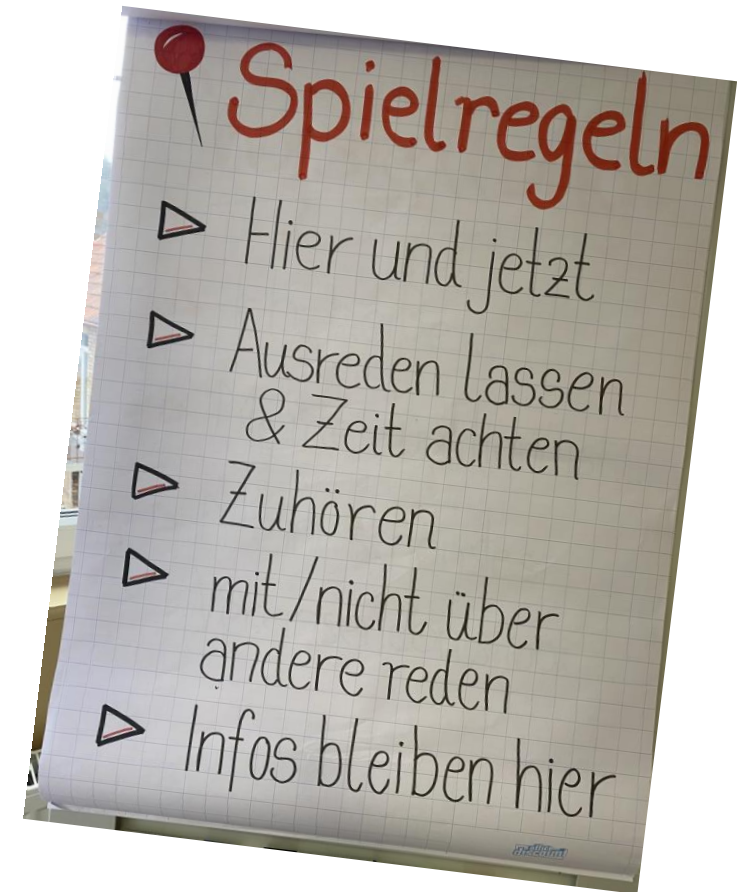 Spielregeln
Hier und jetzt
Ausreden lassen
& Zeit achten
Zuhören
mit/nicht über
andere reden
Infos bleiben hier